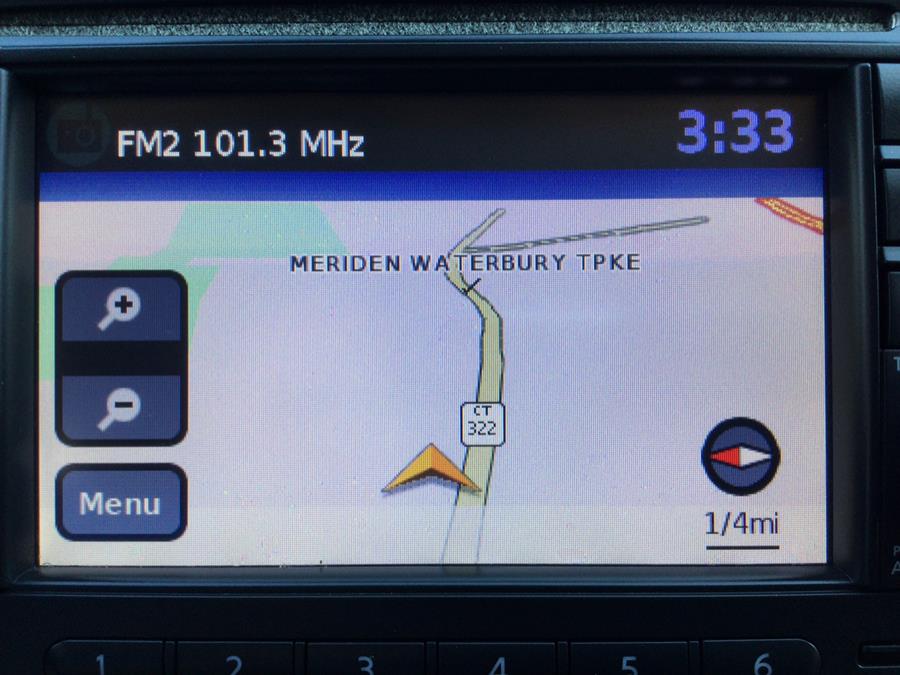 FM2 101.3 MHz
3:33
MERIDEN WATERBURY TPKE
CT
322
Menu
1/4mi
1 2 3 4 5 6